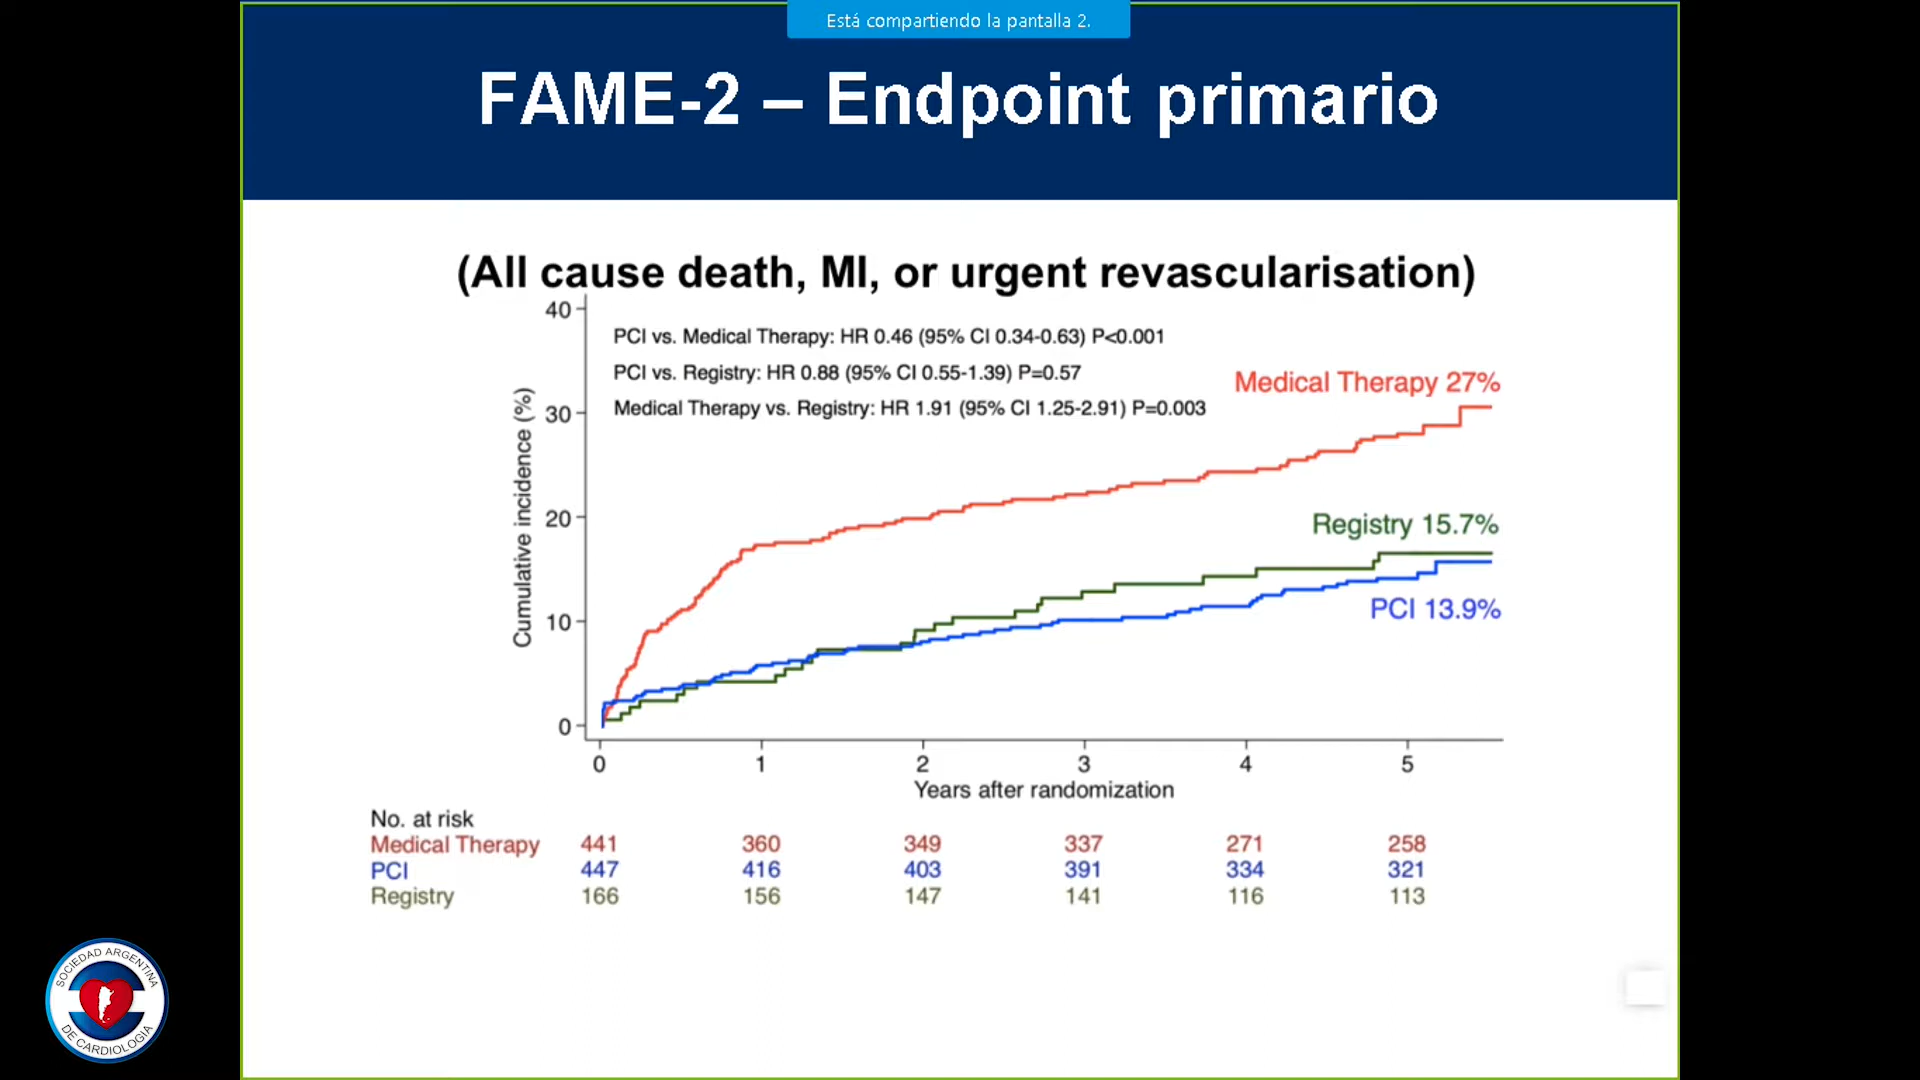 Está compartiendo la pantalla 2.
FAME-2 – Endpoint primario
(All cause death, MI, or urgent revascularisation)
PCI vs. Medical Therapy: HR 0.46 (95% CI 0.34-0.63) P<0.001
PCI vs. Registry: HR 0.88 (95% CI 0.55-1.39) P=0.57
Medical Therapy vs. Registry: HR 1.91 (95% CI 1.25-2.91) P=0.003
Medical Therapy 27%
Registry 15.7%
PCI 13.9%
Cumulative incidence (%)
40
30
20
10
0
0 1 2 3 4 5
Years after randomization
No. at risk
Medical Therapy 441 360 349 337 271 258
PCI 447 416 403 391 334 321
Registry 166 156 147 141 116 113
SOCIEDAD ARGENTINA
DE CARDIOLOGIA